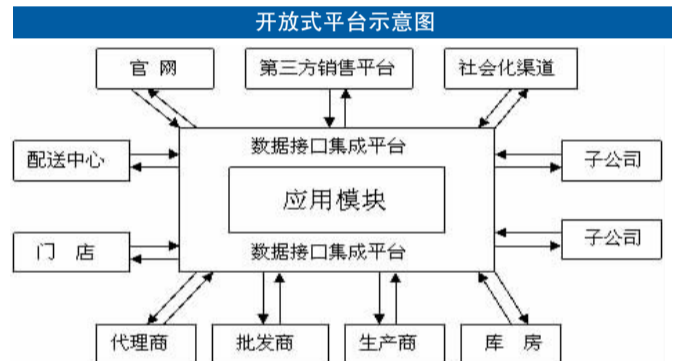 开放式平台示意图
官 网
第三方销售平台
社会化渠道
数据接口集成平台
配送中心
子公司
应用模块
门 店
子公司
数据接口集成平台
代理商
批发商
生产商
库 房